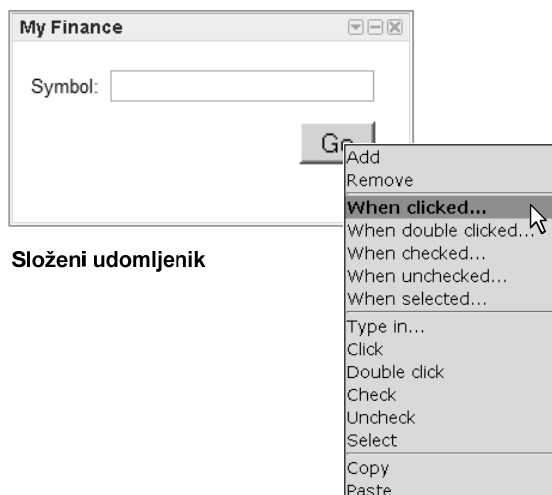 My Finance
Symbol:
Go
Add
Remove
When clicked...
When double clicked...
When checked...
When unchecked...
When selected...
Složeni udomljenik
Type in...
Click
Double click
Check
Uncheck
Select
Copy
Paste